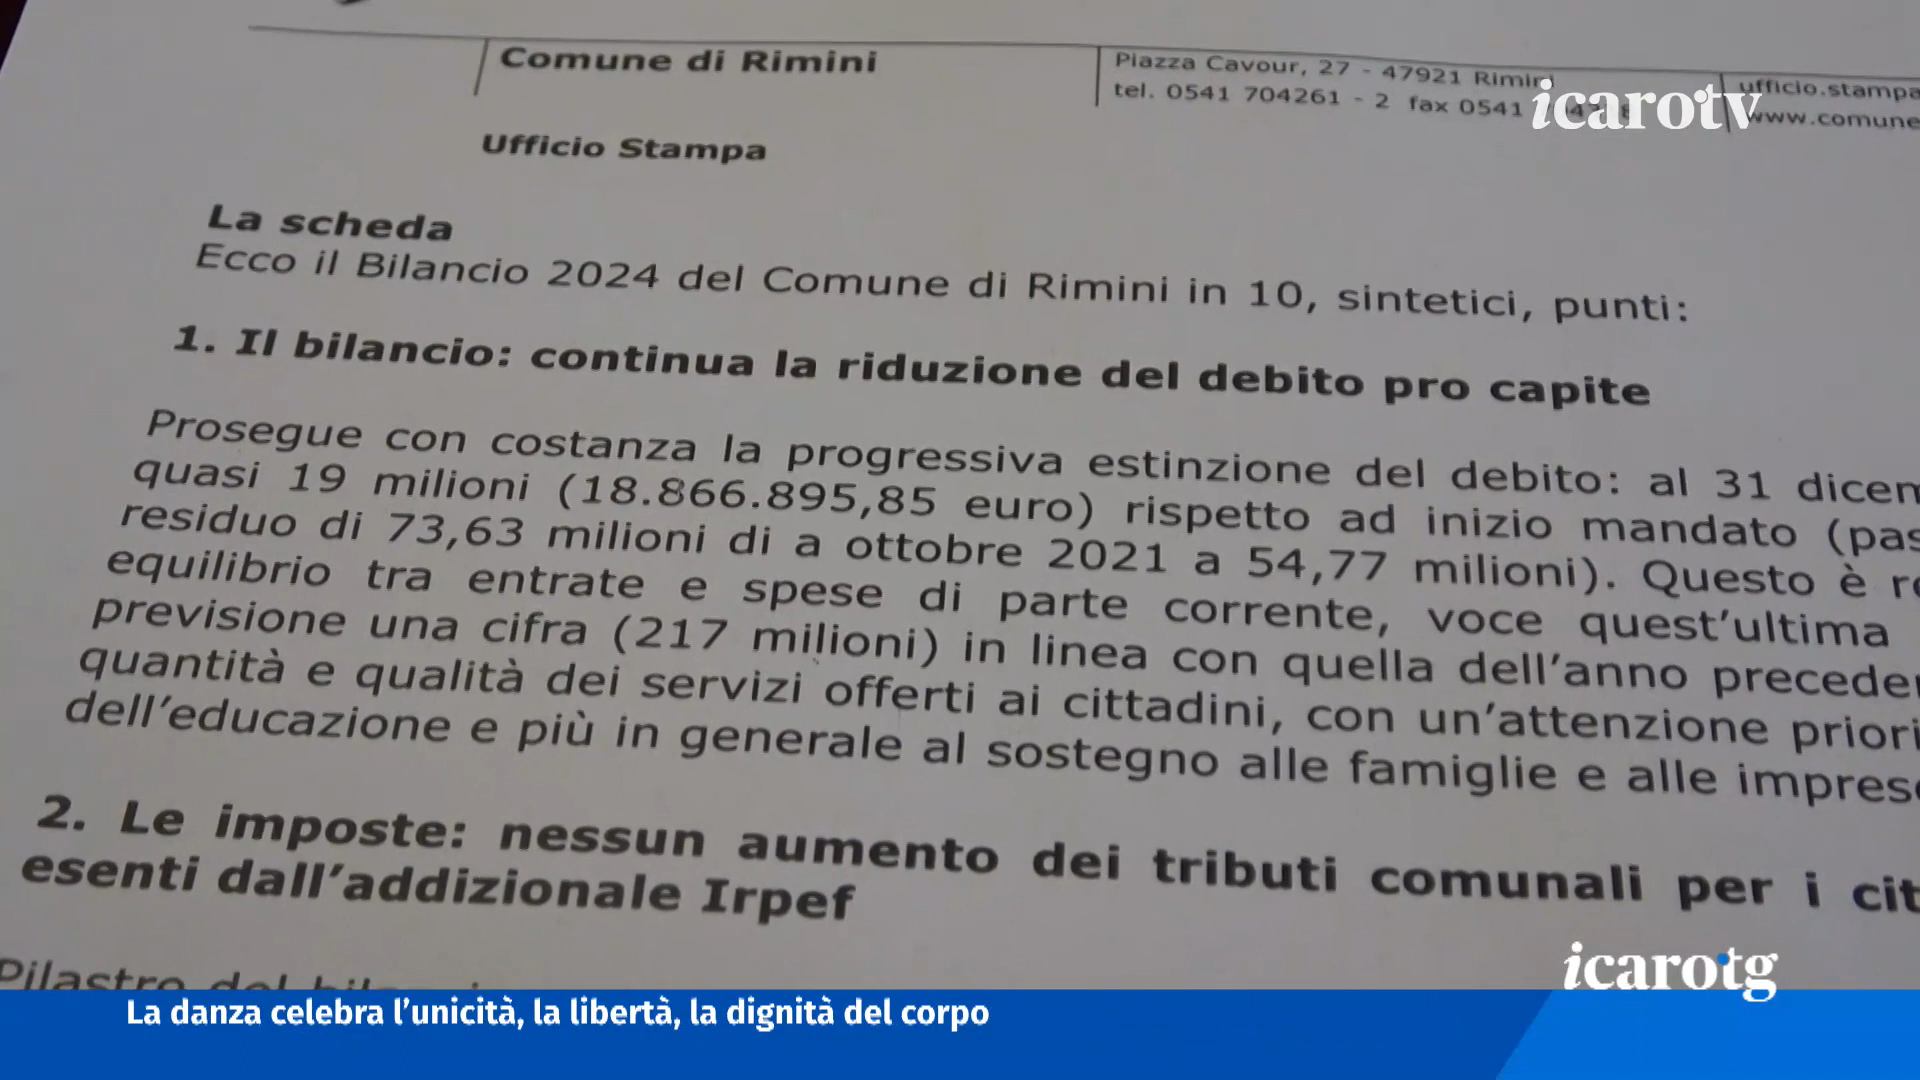 Comune di Rimini
Piazza Cavour, 27 - 47921 Rimini
tel. 0541 704261 - 2 fax 0541
ufficio.stampa
www.comune
icarotv
Ufficio Stampa
La scheda
Ecco il Bilancio 2024 del Comune di Rimini in 10, sintetici, punti:
1. Il bilancio: continua la riduzione del debito pro capite
Prosegue con costanza la progressiva estinzione del debito: al 31 dicem
quasi 19 milioni (18.866.895,85 euro) rispetto ad inizio mandato (pas
residuo di 73,63 milioni di a ottobre 2021 a 54,77 milioni). Questo è
equilibrio tra entrate e spese di parte corrente, voce quest'ultima
previsione una cifra (217 milioni) in linea con quella dell'anno preceden
quantità e qualità dei servizi offerti ai cittadini, con un'attenzione priori
dell'educazione e più in generale al sostegno alle famiglie e alle imprese
2. Le imposte: nessun aumento dei tributi comunali per i cit
esenti dall'addizionale Irpef
Pilastro del
icarotg
La danza celebra l'unicità, la libertà, la dignità del corpo